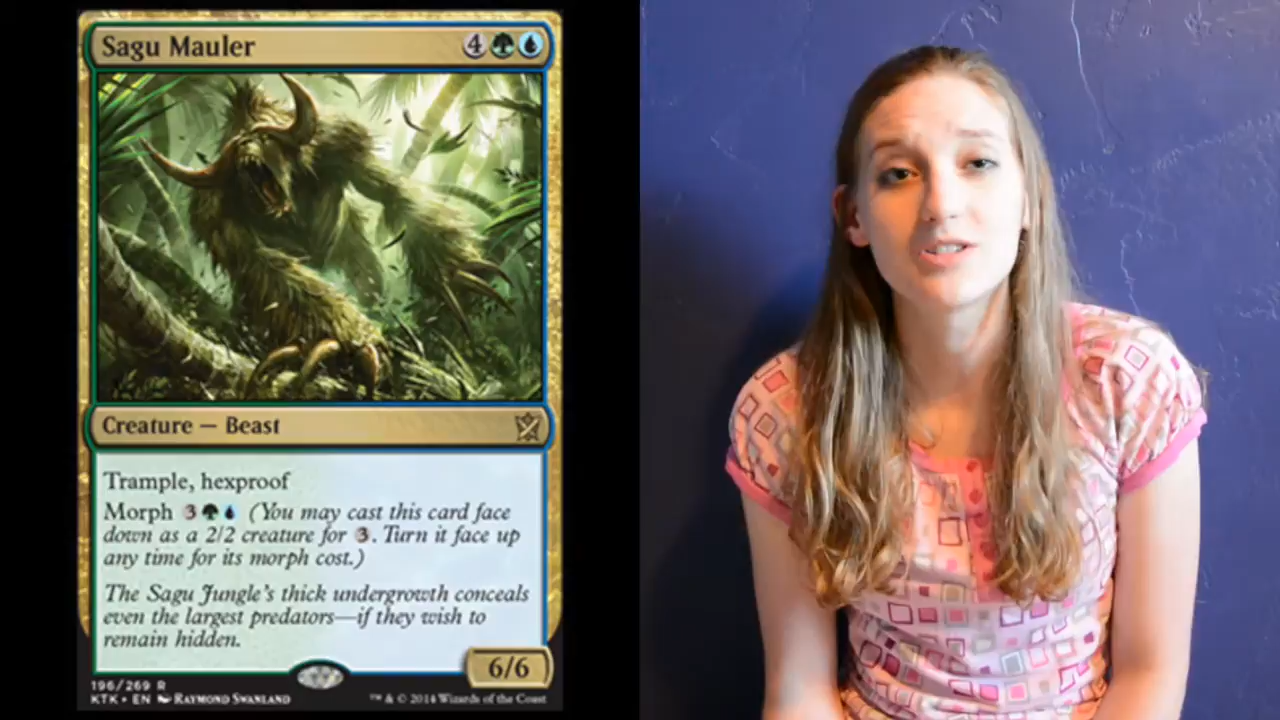 Sagu Mauler 4
Creature — Beast
Trample, hexproof
Morph 3 (You may cast this card face
down as a 2/2 creature for 3. Turn it face up
any time for its morph cost.)
The Sagu Jungle's thick undergrowth conceals
even the largest predators—if they wish to
remain hidden.
6/6
196/269 R
KTK • EN Raymond Swanland
™ & © 2014 Wizards of the Coast